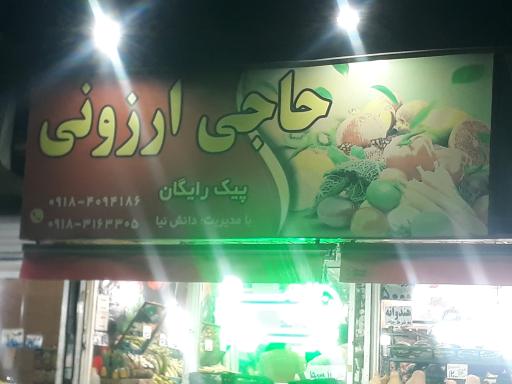 حاجی ارزونی
پیک رایگان
با مدیریت: دانش نیا
۰۹۱۸-۴۰۹۴۱۸۶
۰۹۱۸-۳۱۶۳۳۰۵
هندوانه